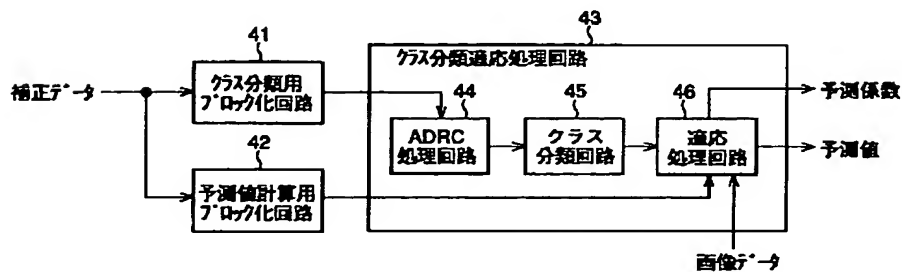 43
41
クラス分類適応処理回路
クラス分類用
ブロック化回路
補正データ
44
45
46
予測係数
ADRC
処理回路
クラス
分類回路
適応
処理回路
予測値
42
予測値計算用
ブロック化回路
画像データ